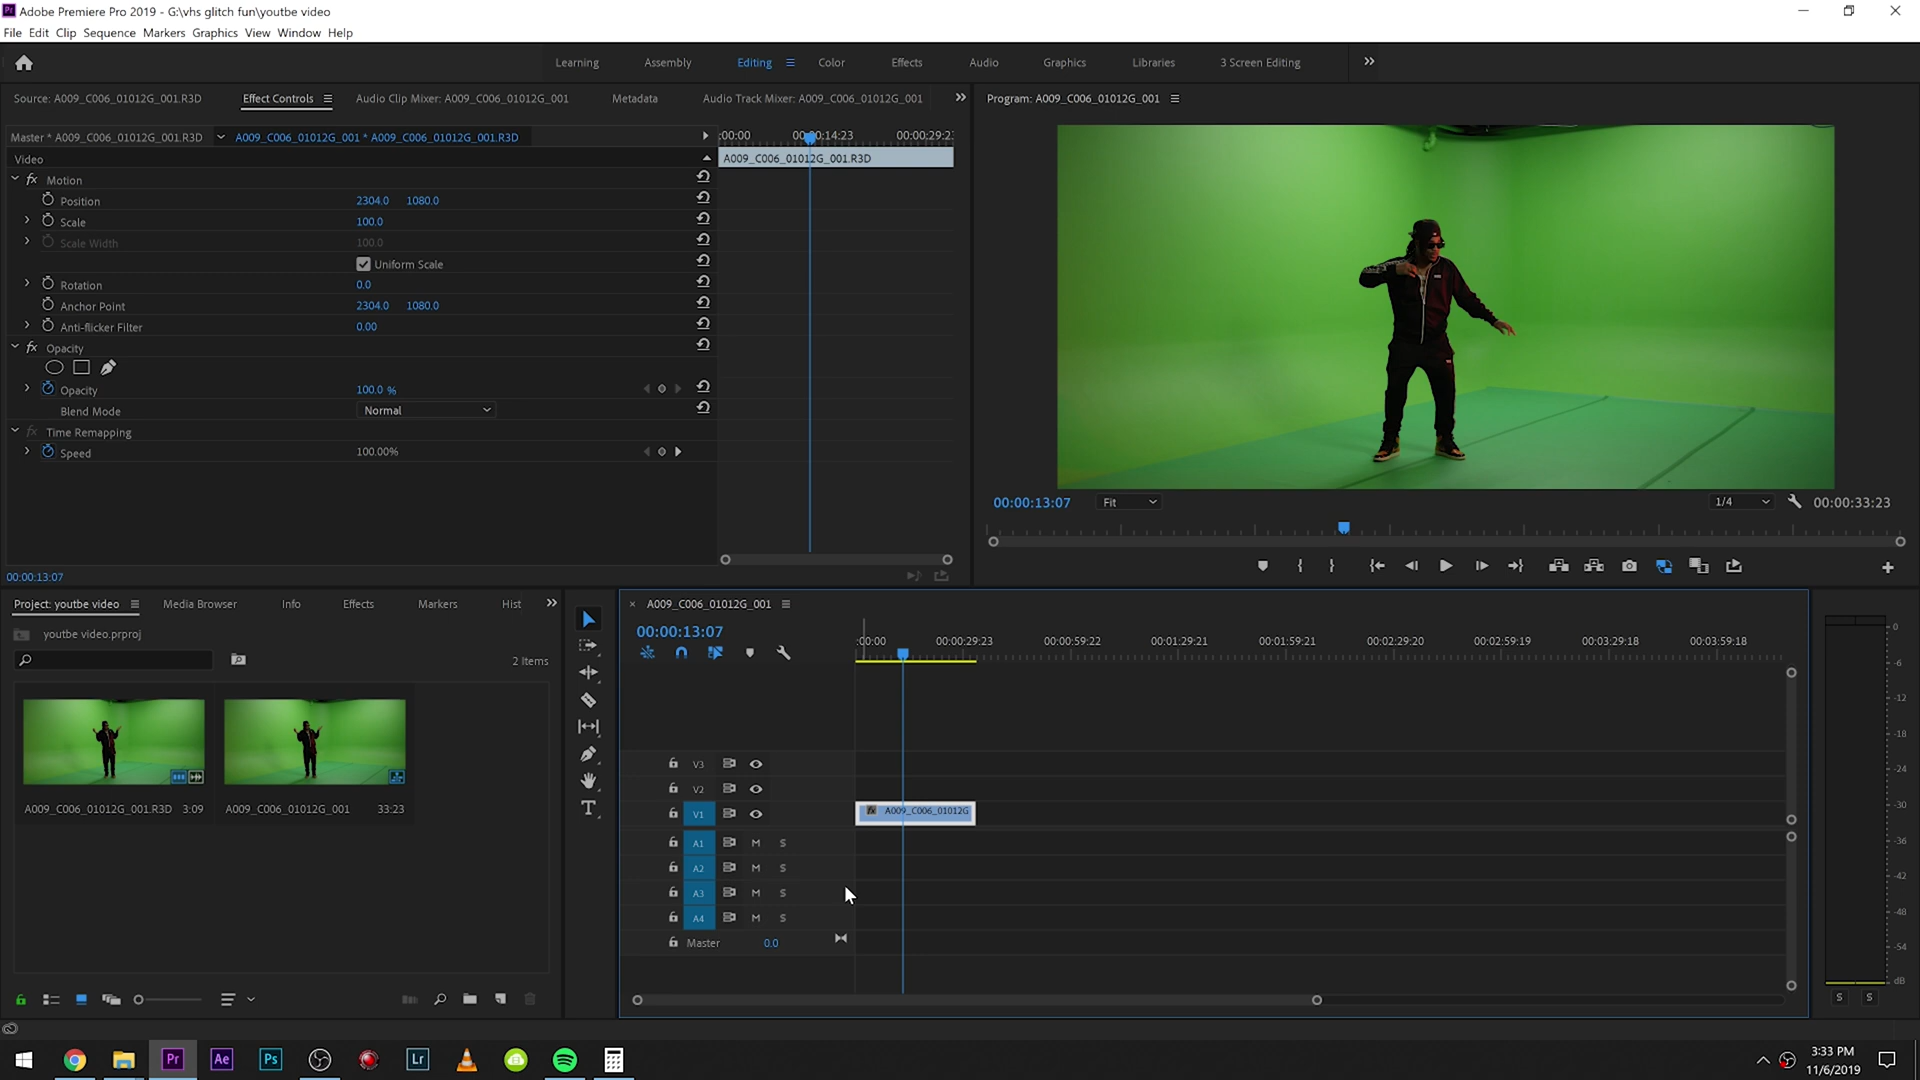 Adobe Premiere Pro 2019 - G:\vhs glitch fun\youtbe video
File Edit Clip Sequence Markers Graphics View Window Help
Learning Assembly Editing Color Effects Audio Graphics Libraries 3 Screen Editing
Source: A009_C006_01012G_001.R3D Effect Controls Audio Clip Mixer: A009_C006_01012G_001 Metadata Audio Track Mixer: A009_C006_01012G_001 Program: A009_C006_01012G_001
Master * A009_C006_01012G_001.R3D A009_C006_01012G_001 * A009_C006_01012G_001.R3D :00:00 00:00:14:23 00:00:29:2
Video A009_C006_01012G_001.R3D
fx Motion
Position 2304.0 1080.0
Scale 100.0
Scale Width 100.0
Uniform Scale
Rotation 0.0
Anchor Point 2304.0 1080.0
Anti-flicker Filter 0.00
fx Opacity
Opacity 100.0 %
Blend Mode Normal
fx Time Remapping
Speed 100.00%
00:00:13:07 Fit 1/4 00:00:33:23
00:00:13:07
Project: youtbe video Media Browser Info Effects Markers Hist
youtbe video.prproj
2 Items
A009_C006_01012G_001.R3D 3:09 A009_C006_01012G_001 33:23
× A009_C006_01012G_001
00:00:13:07
:00:00 00:00:29:23 00:00:59:22 00:01:29:21 00:01:59:21 00:02:29:20 00:02:59:19 00:03:29:18 00:03:59:18
V3
V2
V1 fx A009_C006_01012G
A1 M S
A2 M S
A3 M S
A4 M S
Master 0.0
0
-6
-12
-18
-24
-30
-36
-42
-48
-54
dB
S S
Pr Ae Ps Lr
3:33 PM
11/6/2019